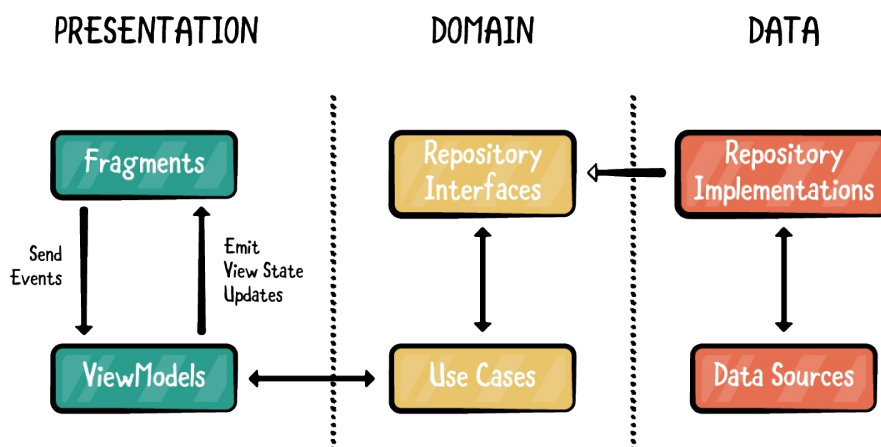 PRESENTATION
DOMAIN
DATA
Fragments
Repository
Interfaces
Repository
Implementations
Send
Events
Emit
View State
Updates
ViewModels
Use Cases
Data Sources